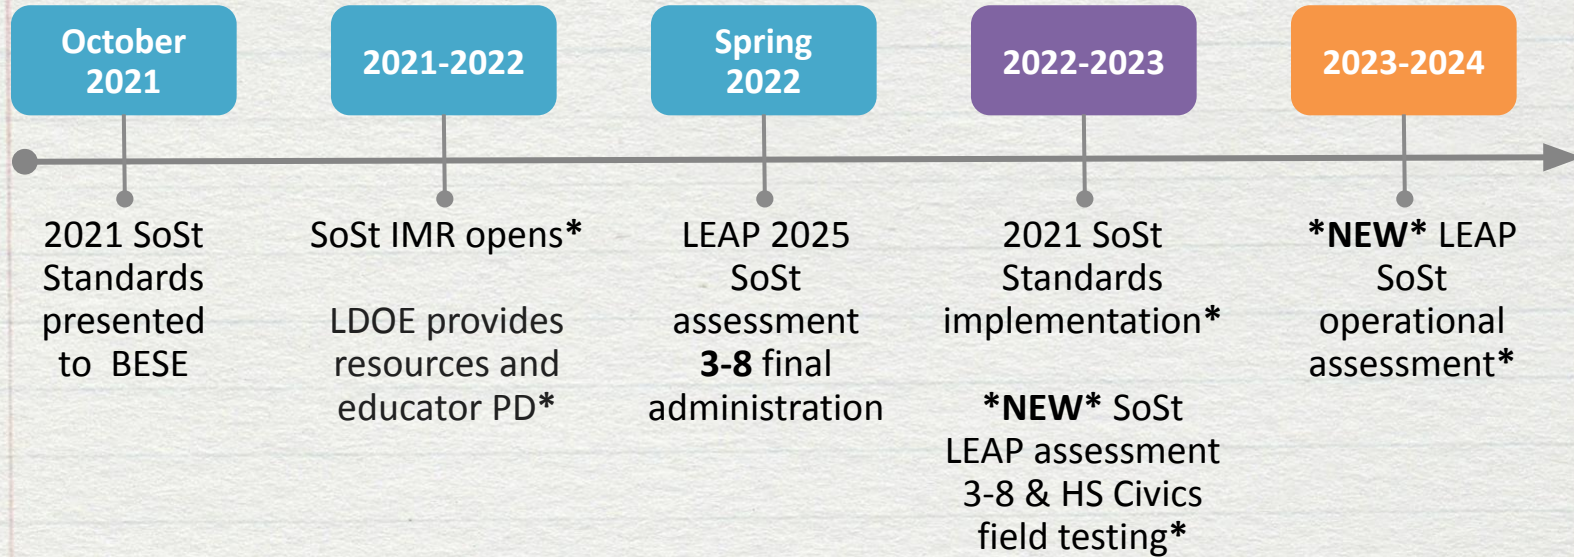 October
2021
2021-2022
Spring
2022
2022-2023
2023-2024
2021 SoSt
Standards
presented
to BESE
SoSt IMR opens*
LDOE provides
resources and
educator PD*
LEAP 2025
SoSt
assessment
3-8 final
administration
2021 SoSt
Standards
implementation*
*NEW* SoSt
LEAP assessment
3-8 & HS Civics
field testing*
*NEW* LEAP
SoSt
operational
assessment*